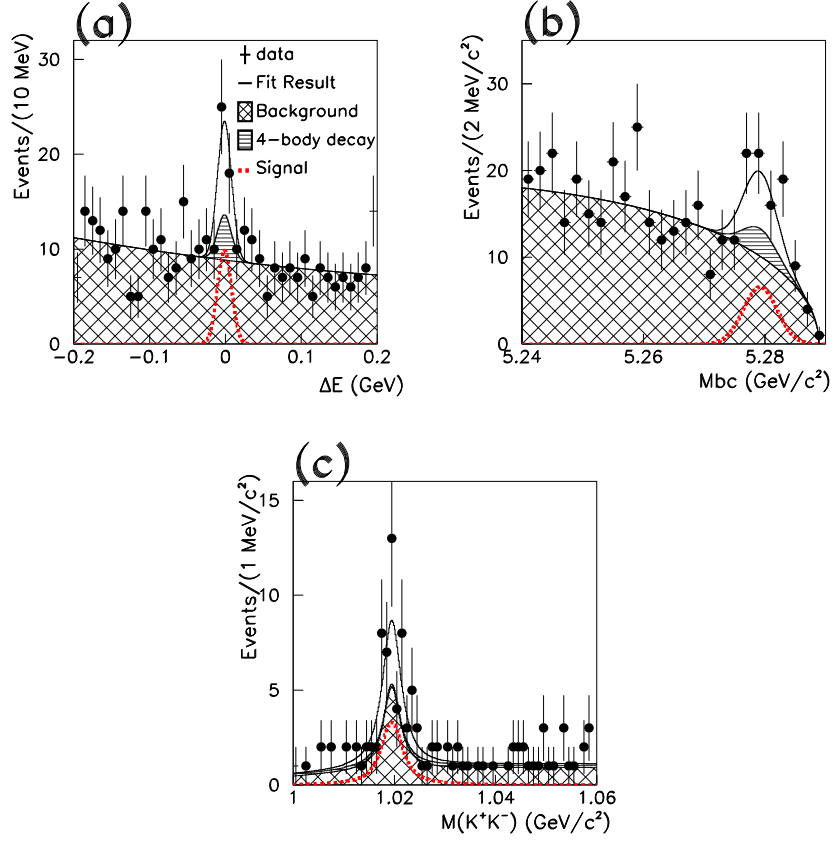 (a)
Events/(10 MeV)
30
20
10
0
data
Fit Result
Background
4-body decay
Signal
-0.2 -0.1 0 0.1 0.2
ΔE (GeV)
(b)
Events/(2 MeV/c²)
30
20
10
0
5.24 5.26 5.28
Mbc (GeV/c²)
(c)
Events/(1 MeV/c²)
15
10
5
0
1 1.02 1.04 1.06
M(K⁺K⁻) (GeV/c²)